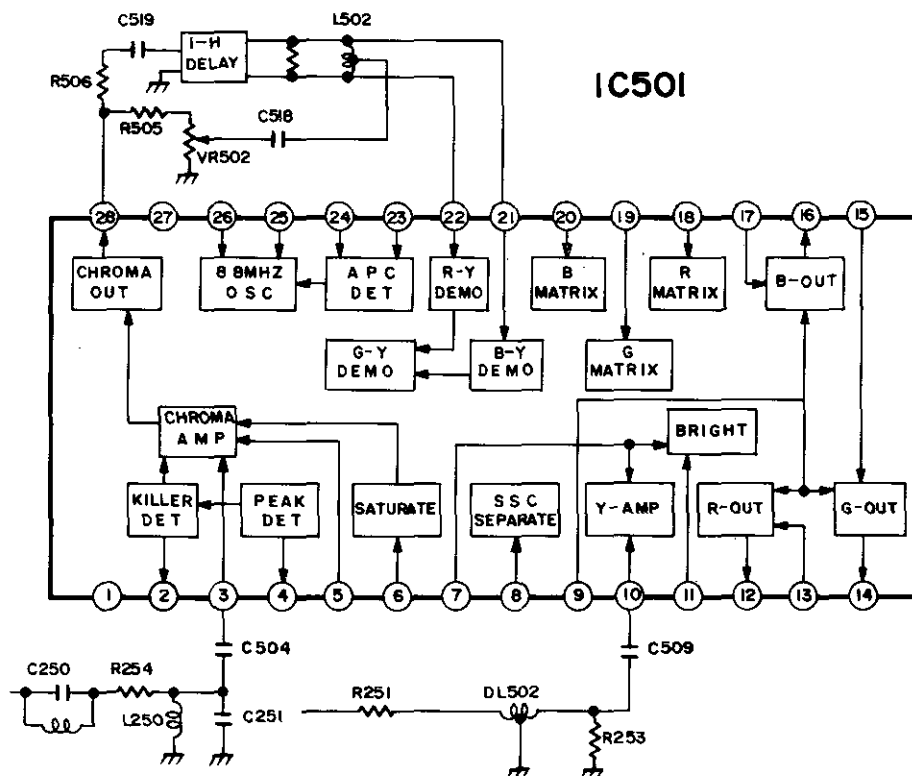 C519
L502
1-H
DELAY
R506
IC501
C518
R505
VR502
28 27 26 25 24 23 22 21 20 19 18 17 16 15
CHROMA
OUT
8.8MHZ
OSC
APC
DET
R-Y
DEMO
B
MATRIX
R
MATRIX
B-OUT
G-Y
DEMO
B-Y
DEMO
G
MATRIX
CHROMA
AMP
BRIGHT
KILLER
DET
PEAK
DET
SATURATE
SSC
SEPARATE
Y-AMP
R-OUT
G-OUT
1 2 3 4 5 6 7 8 9 10 11 12 13 14
C504
C509
C250
R254
R251
DL502
L250
C251
R253